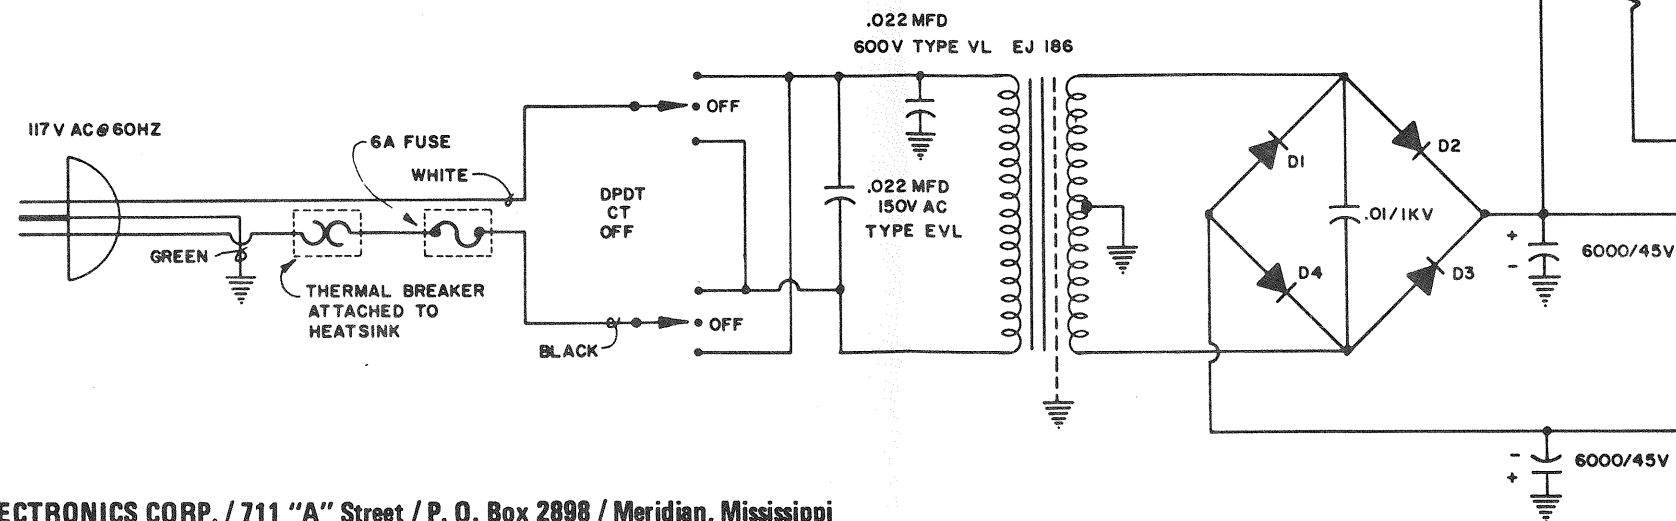 .022 MFD
600V TYPE VL EJ 186
117 V AC @ 60HZ
6A FUSE
WHITE
OFF
DPDT
CT
OFF
.022 MFD
150V AC
TYPE EVL
D1
D2
.01/1KV
GREEN
THERMAL BREAKER
ATTACHED TO
HEATSINK
BLACK
OFF
D4
D3
+
-
6000/45V
-
+
6000/45V
ECTRONICS CORP. / 711 "A" Street / P. O. Box 2898 / Meridian, Mississippi